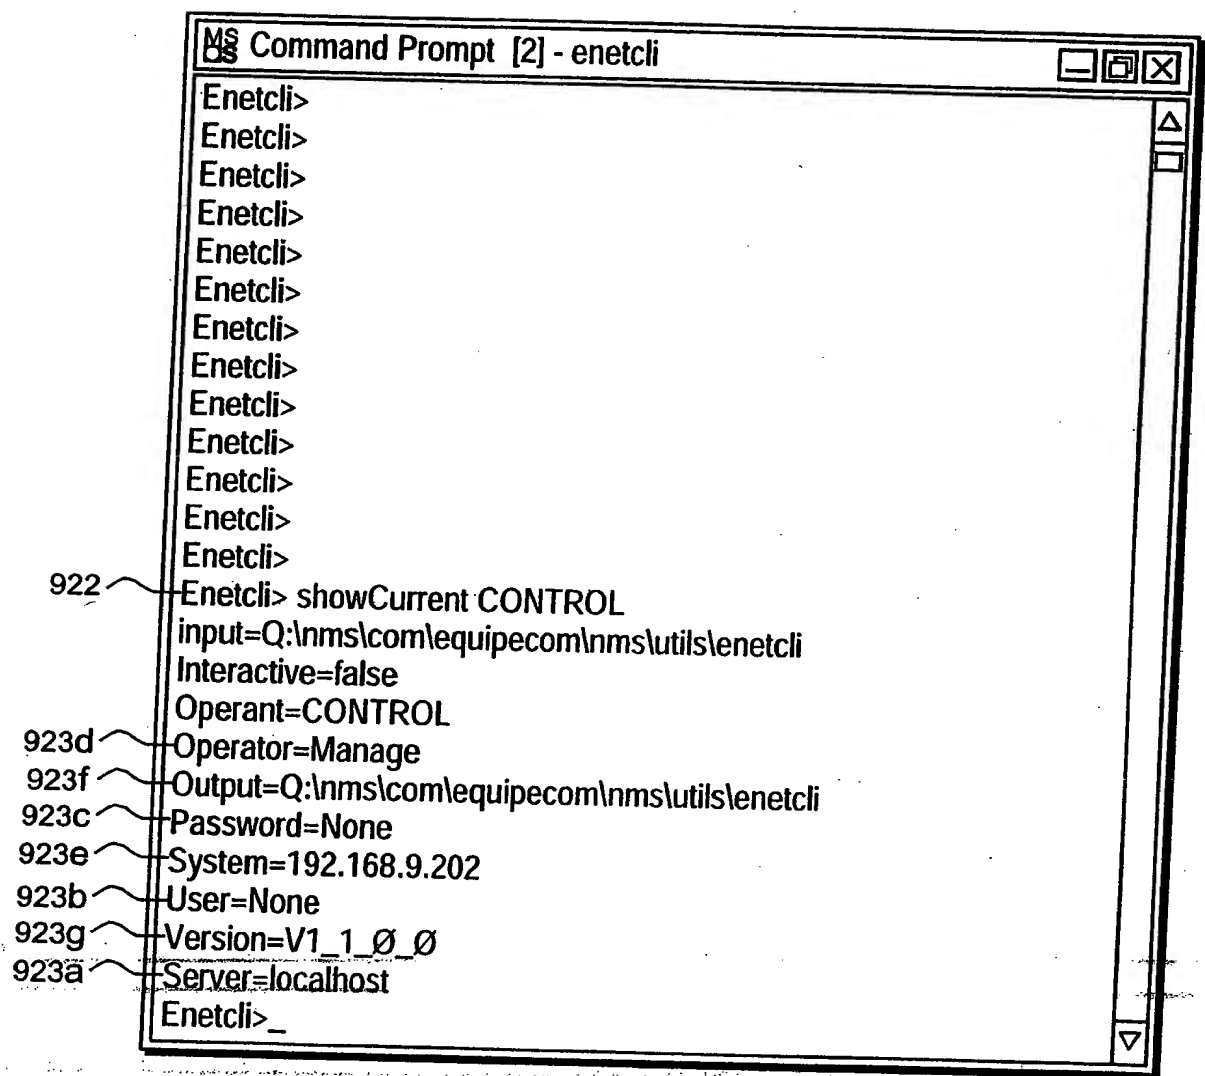 MS DOS Command Prompt [2] - enetcli
Enetcli>
Enetcli>
Enetcli>
Enetcli>
Enetcli>
Enetcli>
Enetcli>
Enetcli>
Enetcli>
Enetcli>
Enetcli>
Enetcli>
Enetcli>
922 Enetcli> showCurrent CONTROL
input=Q:\nms\com\equipecom\nms\utils\enetcli
Interactive=false
Operant=CONTROL
923d Operator=Manage
923f Output=Q:\nms\com\equipecom\nms\utils\enetcli
923c Password=None
923e System=192.168.9.202
923b User=None
923g Version=V1_1_Ø_Ø
923a Server=localhost
Enetcli>_